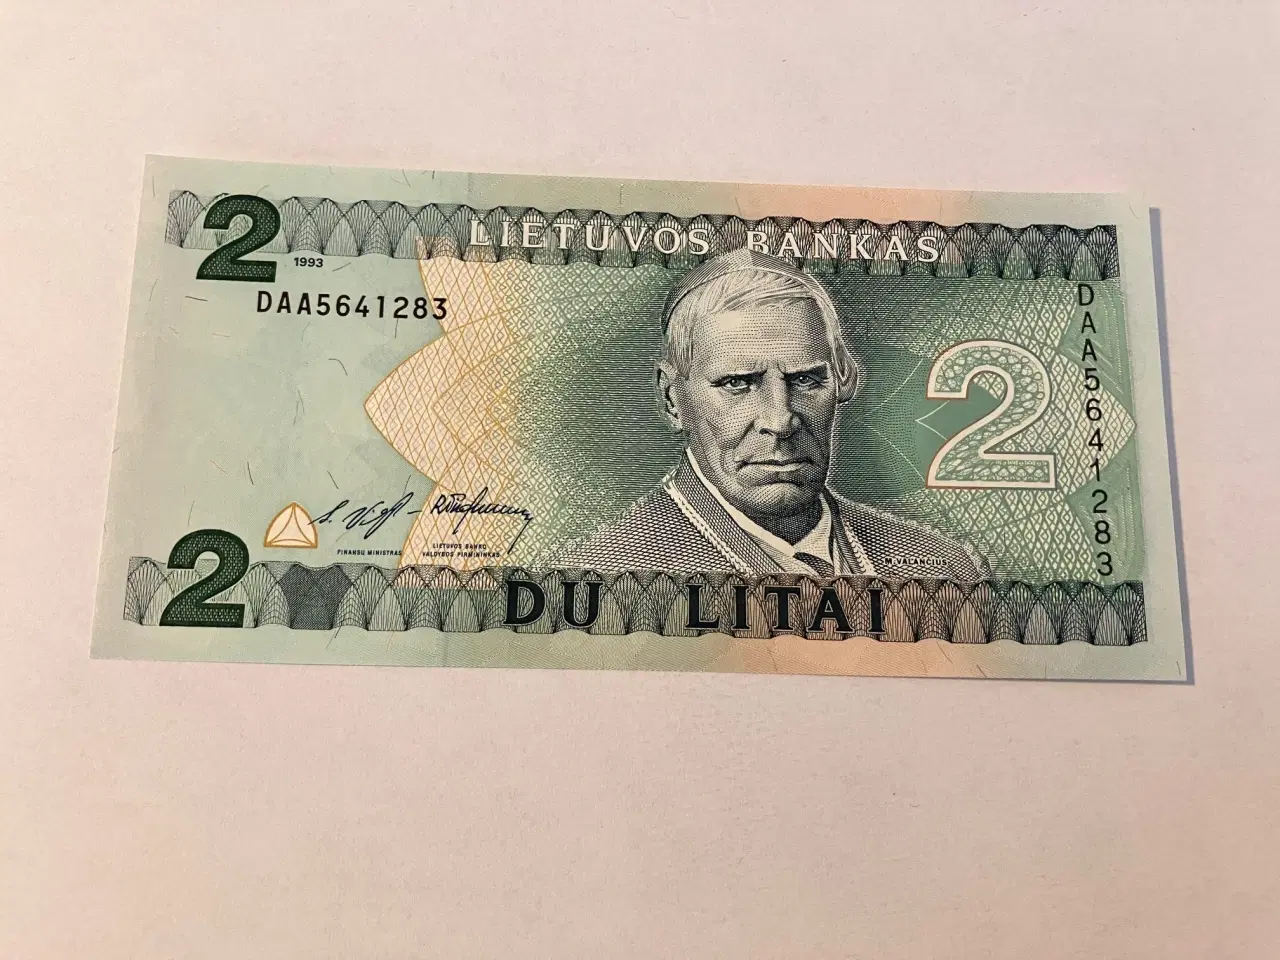 2
1993
LIETUVOS BANKAS
DAA5641283
DAA5641283
2
FINANSŲ MINISTRAS
LIETUVOS BANKO
VALDYBOS PIRMININKAS
M VALANČIUS
2
DU LITAI